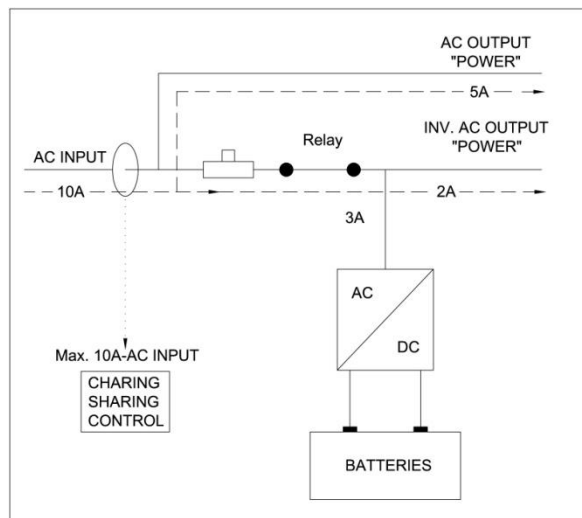 AC OUTPUT
"POWER"
5A
Relay
INV. AC OUTPUT
"POWER"
AC INPUT
10A
2A
3A
AC
DC
Max. 10A-AC INPUT
CHARING
SHARING
CONTROL
BATTERIES